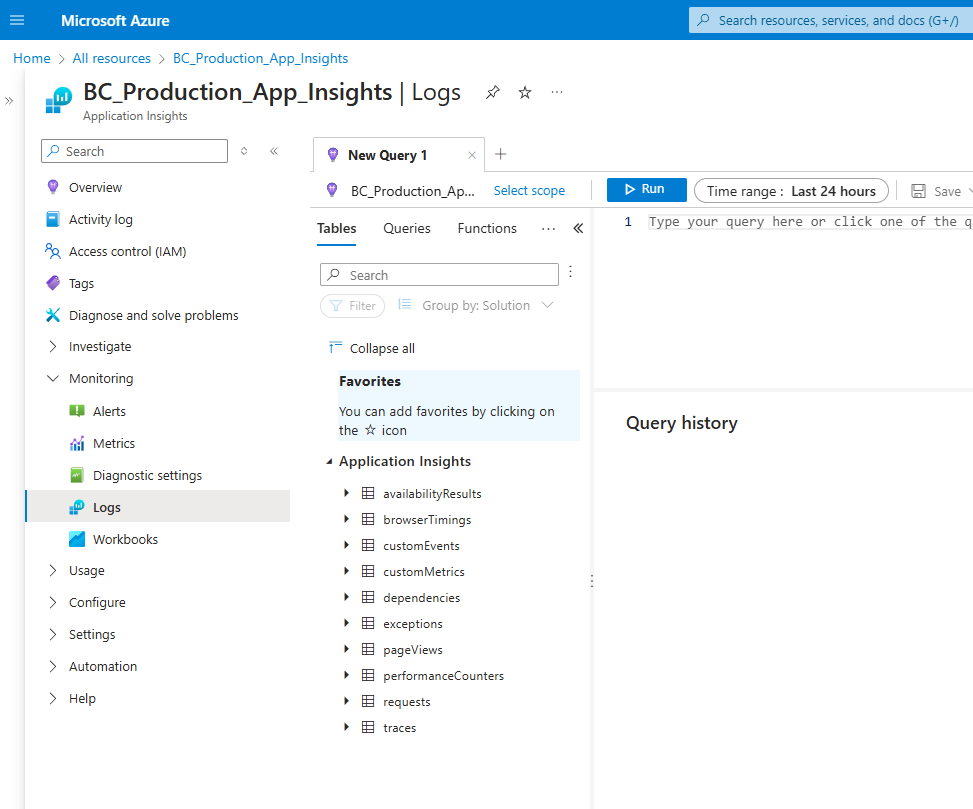 Microsoft Azure
Search resources, services, and docs (G+/)
Home > All resources > BC_Production_App_Insights
BC_Production_App_Insights | Logs
Application Insights
Search
Overview
Activity log
Access control (IAM)
Tags
Diagnose and solve problems
Investigate
Monitoring
Alerts
Metrics
Diagnostic settings
Logs
Workbooks
Usage
Configure
Settings
Automation
Help
New Query 1
BC_Production_Ap... Select scope
Run
Time range : Last 24 hours
Save
Tables Queries Functions
Search
Filter
Group by: Solution
Collapse all
Favorites
You can add favorites by clicking on
the ☆ icon
Application Insights
availabilityResults
browserTimings
customEvents
customMetrics
dependencies
exceptions
pageViews
performanceCounters
requests
traces
1 Type your query here or click one of the q
Query history